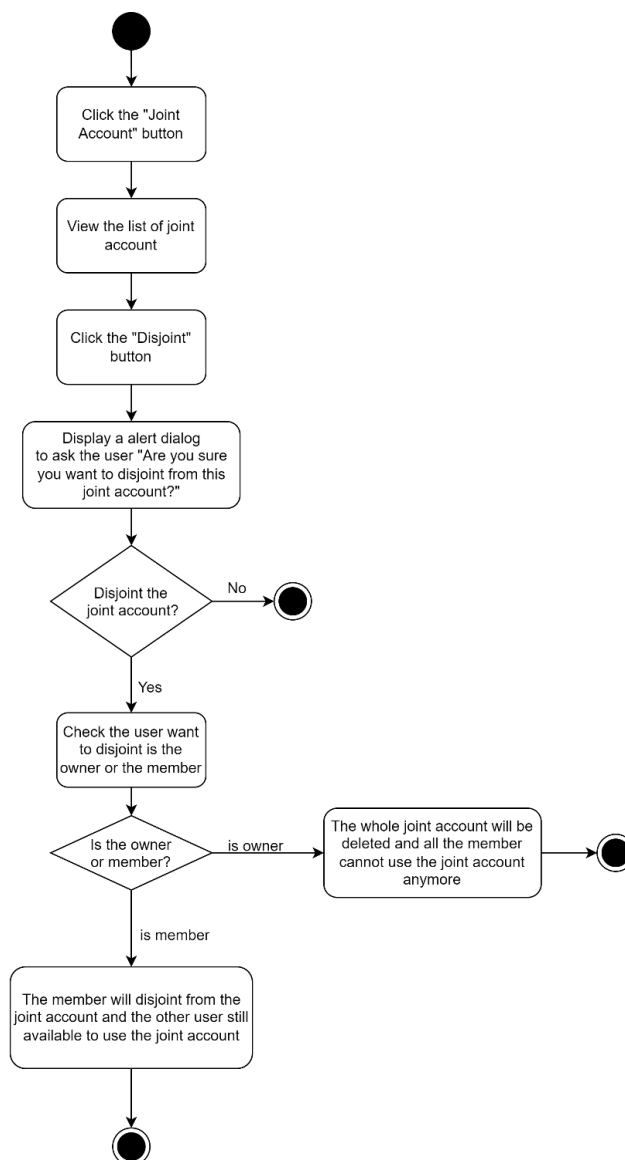 Click the "Joint
Account" button
View the list of joint
account
Click the "Disjoint"
button
Display a alert dialog
to ask the user "Are you sure
you want to disjoint from this
joint account?"
Disjoint the
joint account?
No
Yes
Check the user want
to disjoint is the
owner or the member
Is the owner
or member?
is owner
The whole joint account will be
deleted and all the member
cannot use the joint account
anymore
is member
The member will disjoint from the
joint account and the other user still
available to use the joint account